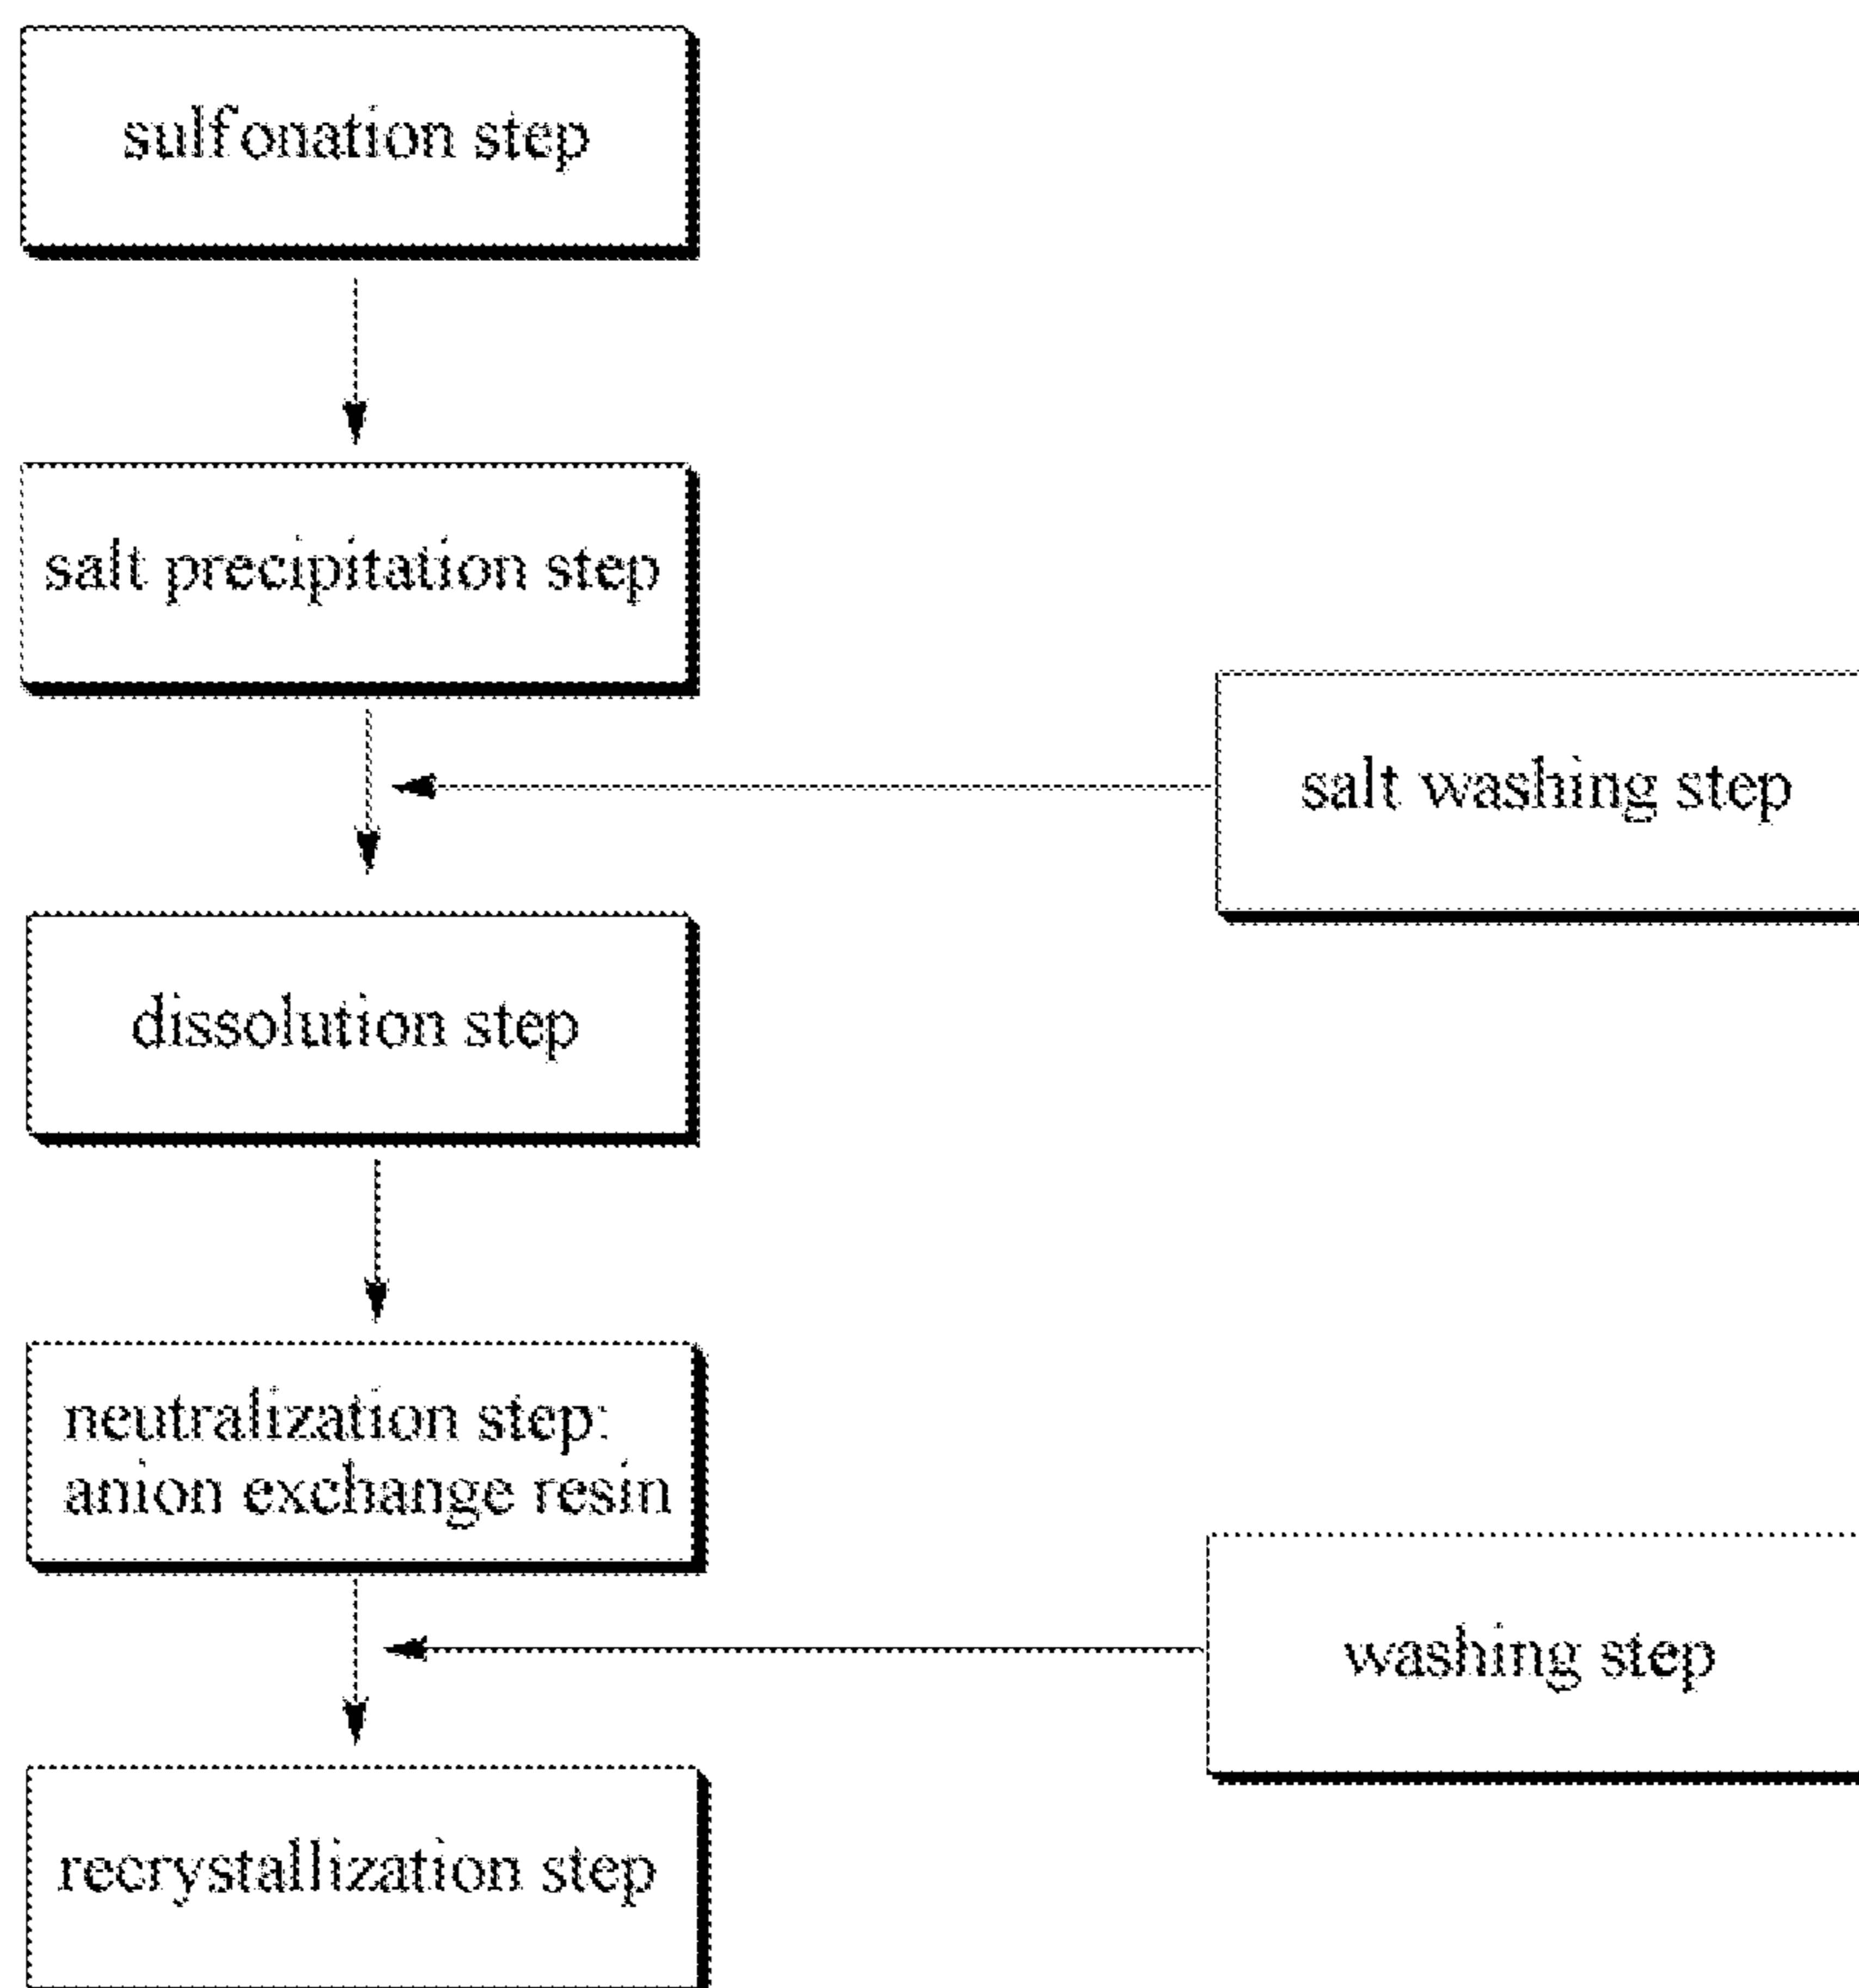 sulfonation step
salt precipitation step
salt washing step
dissolution step
neutralization step:
anion exchange resin
washing step
recrystallization step